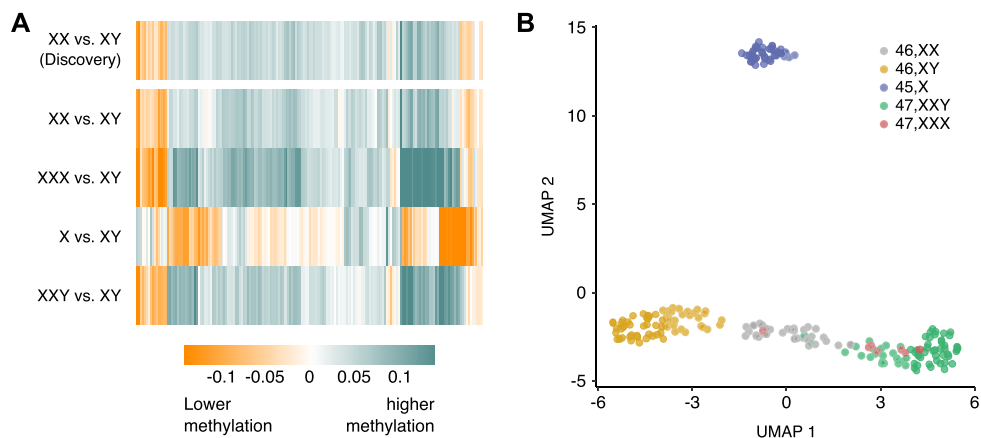 A
XX vs. XY
(Discovery)
XX vs. XY
XXX vs. XY
X vs. XY
XXY vs. XY
-0.1 -0.05 0 0.05 0.1
Lower
methylation
higher
methylation
B
15
10
5
0
-5
UMAP 2
-6 -3 0 3 6
UMAP 1
46,XX
46,XY
45,X
47,XXY
47,XXX